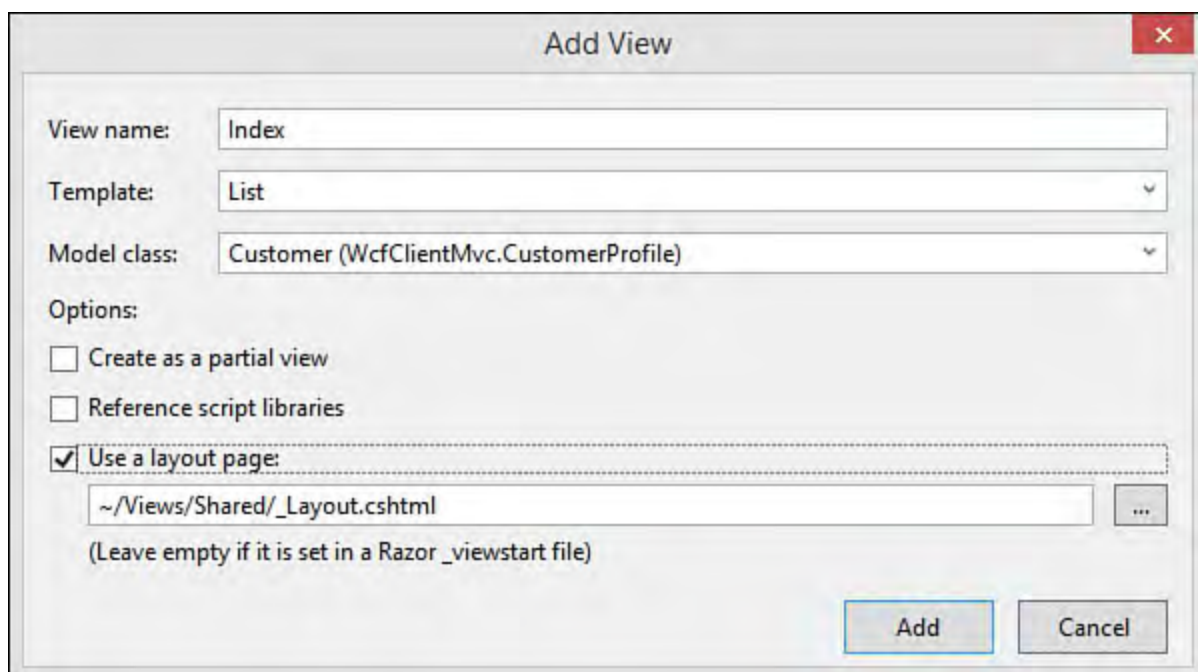 Add View
View name: Index
Template: List
Model class: Customer (WcfClientMvc.CustomerProfile)
Options:
Create as a partial view
Reference script libraries
Use a layout page:
~/Views/Shared/_Layout.cshtml ...
(Leave empty if it is set in a Razor _viewstart file)
Add Cancel